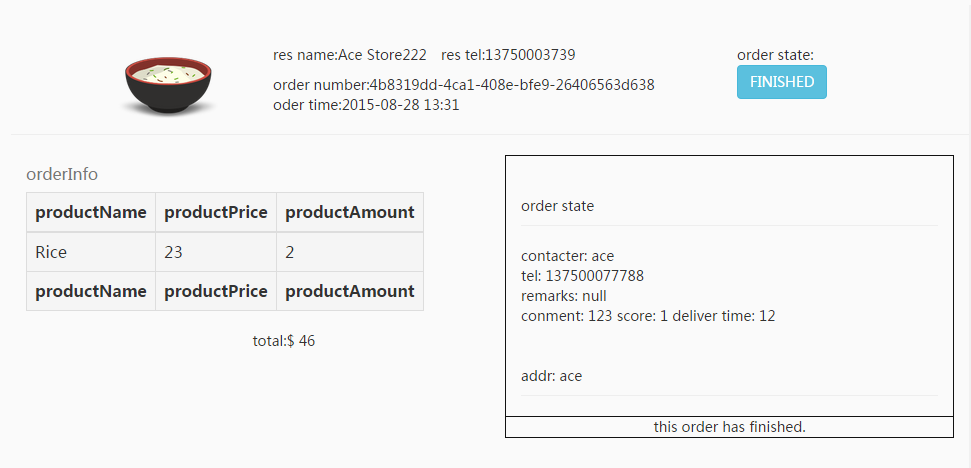 res name:Ace Store222 res tel:13750003739
order number:4b8319dd-4ca1-408e-bfe9-26406563d638
oder time:2015-08-28 13:31
order state:
FINISHED
orderInfo
productName productPrice productAmount
Rice 23 2
productName productPrice productAmount
total:$ 46
order state
contacter: ace
tel: 137500077788
remarks: null
conment: 123 score: 1 deliver time: 12
addr: ace
this order has finished.